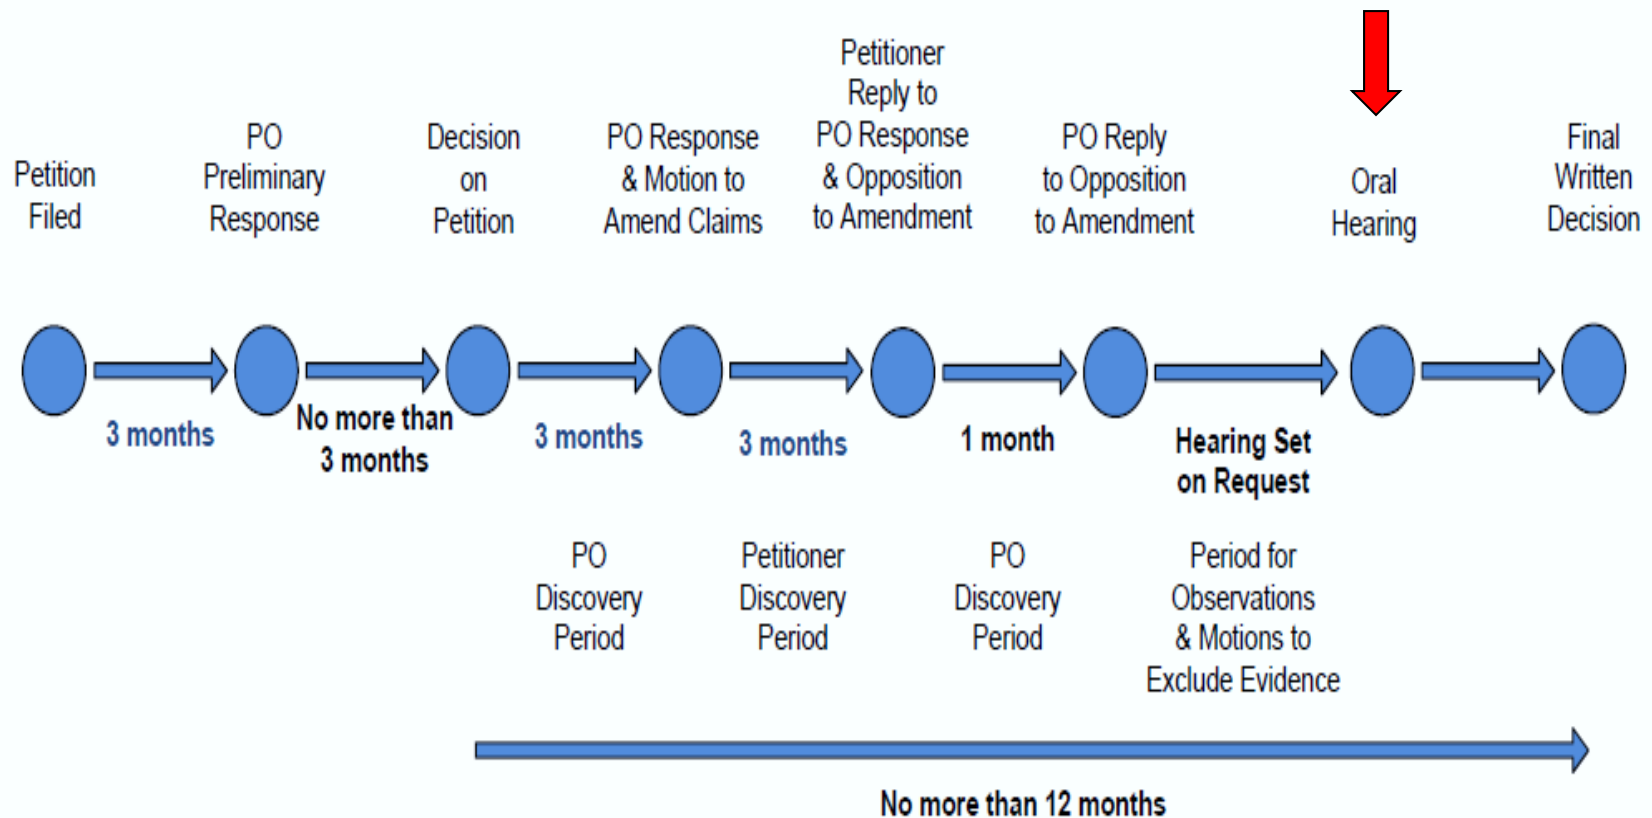 Petition
Filed
PO
Preliminary
Response
Decision
on
Petition
PO Response
& Motion to
Amend Claims
Petitioner
Reply to
PO Response
& Opposition
to Amendment
PO Reply
to Opposition
to Amendment
Oral
Hearing
Final
Written
Decision
3 months
No more than
3 months
3 months
3 months
1 month
Hearing Set
on Request
PO
Discovery
Period
Petitioner
Discovery
Period
PO
Discovery
Period
Period for
Observations
& Motions to
Exclude Evidence
No more than 12 months